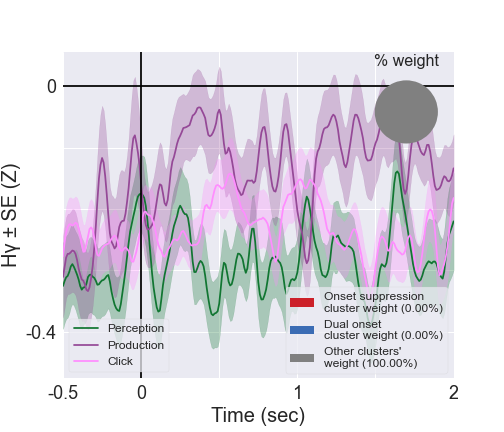 % weight
0
-0.4
Hγ ± SE (Z)
Perception
Production
Click
Onset suppression
cluster weight (0.00%)
Dual onset
cluster weight (0.00%)
Other clusters'
weight (100.00%)
-0.5
0
1
2
Time (sec)